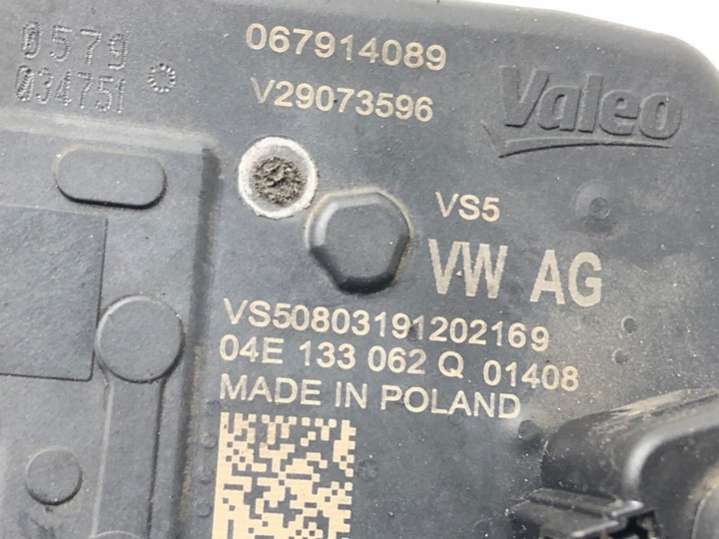 0579
034751
067914089
V29073596
Valeo
VS5
VW AG
VS50803191202169
04E 133 062 Q 01408
MADE IN POLAND